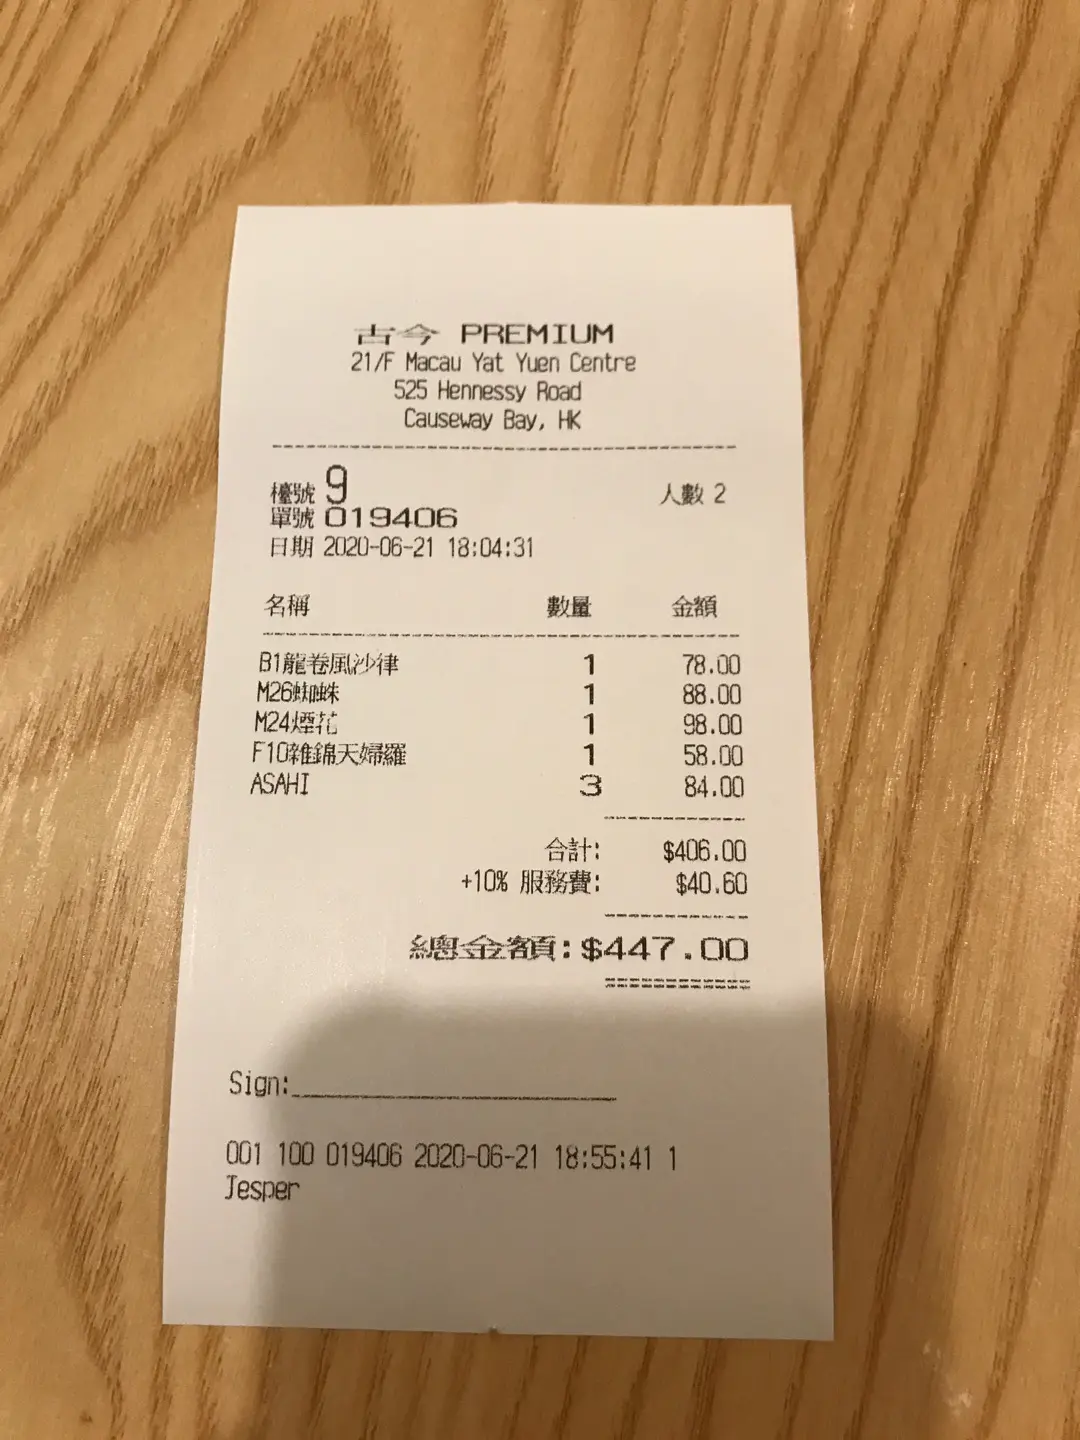 古今 PREMIUM
21/F Macau Yat Yuen Centre
525 Hennessy Road
Causeway Bay, HK
檯號 9 人數 2
單號 019406
日期 2020-06-21 18:04:31
名稱 數量 金額
B1龍卷風沙律 1 78.00
M26蜘蛛 1 88.00
M24煙花 1 98.00
F10雜錦天婦羅 1 58.00
ASAHI 3 84.00
合計: $406.00
+10% 服務費: $40.60
總金額: $447.00
Sign:
001 100 019406 2020-06-21 18:55:41 1
Jesper